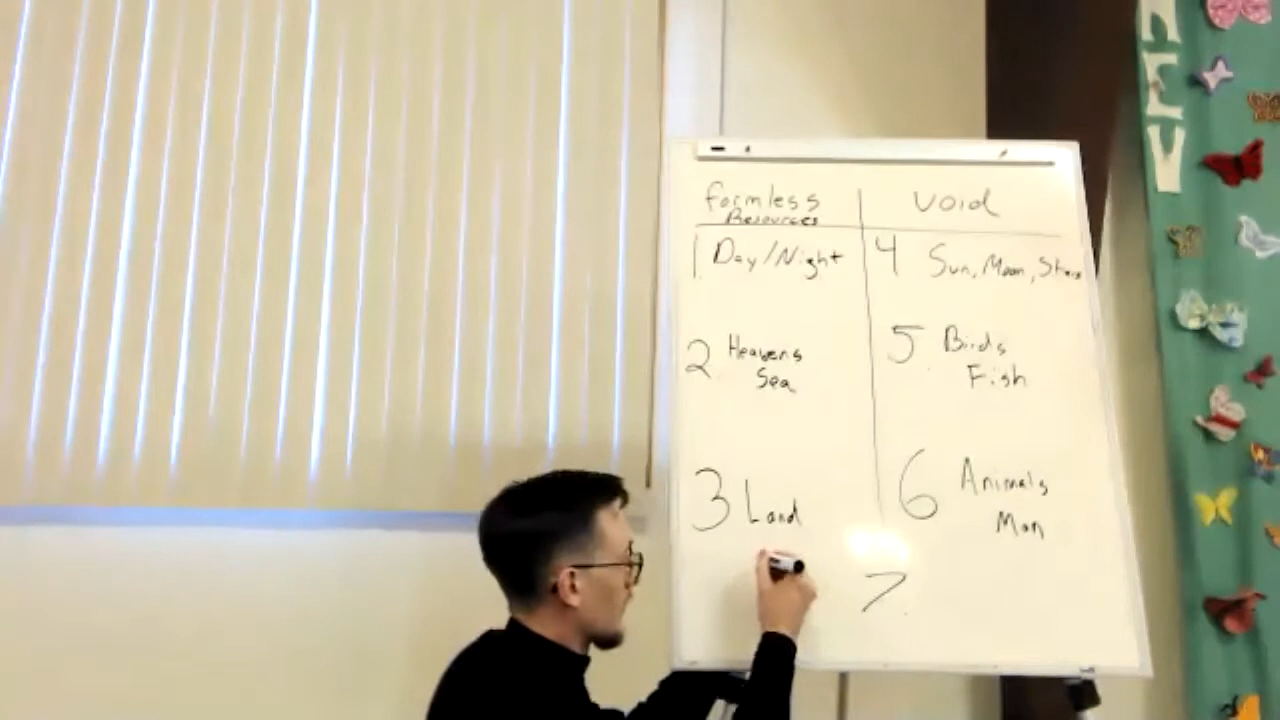 formless
Resources
void
1 Day/Night
4 Sun, Moon, Stars
2 Heavens
Sea
5 Birds
Fish
3 Land
6 Animals
Man
7